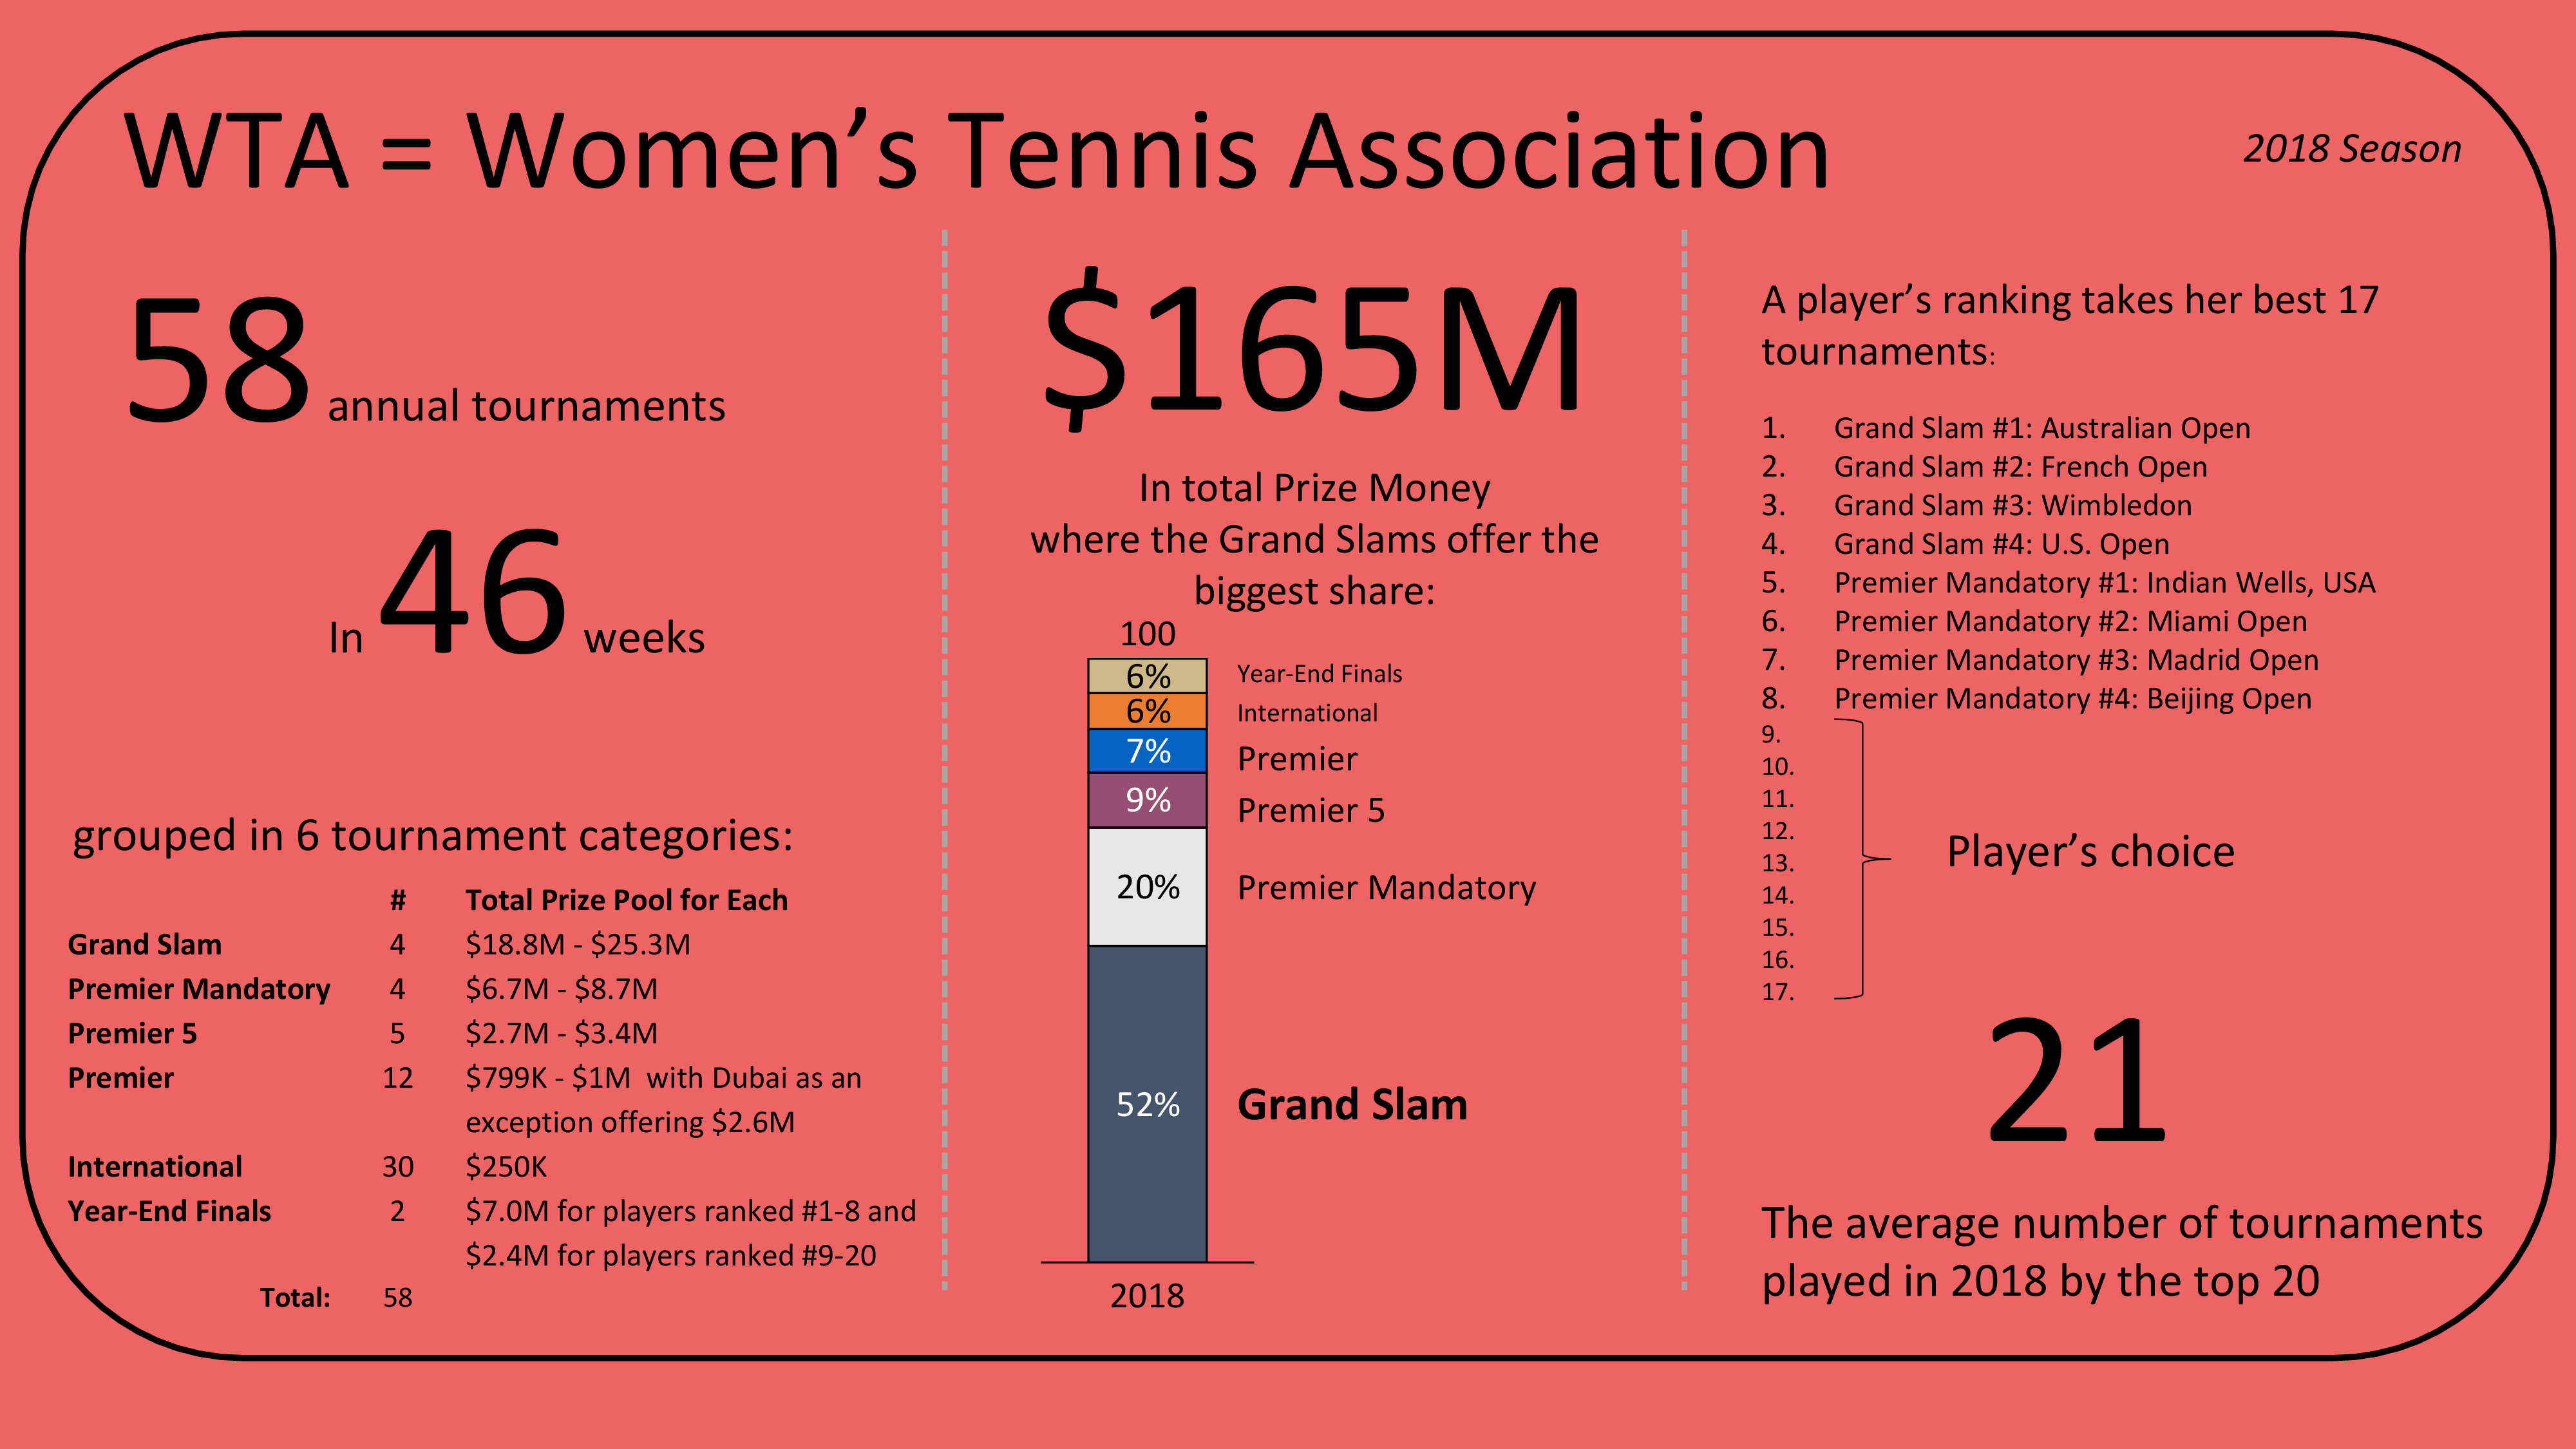 WTA = Women’s Tennis Association
2018 Season
58 annual tournaments
In 46 weeks
grouped in 6 tournament categories:
# Total Prize Pool for Each
Grand Slam 4 $18.8M - $25.3M
Premier Mandatory 4 $6.7M - $8.7M
Premier 5 5 $2.7M - $3.4M
Premier 12 $799K - $1M with Dubai as an
exception offering $2.6M
International 30 $250K
Year-End Finals 2 $7.0M for players ranked #1-8 and
$2.4M for players ranked #9-20
Total: 58
$165M
In total Prize Money
where the Grand Slams offer the
biggest share:
100
6% Year-End Finals
6% International
7% Premier
9% Premier 5
20% Premier Mandatory
52% Grand Slam
2018
A player’s ranking takes her best 17
tournaments:
1. Grand Slam #1: Australian Open
2. Grand Slam #2: French Open
3. Grand Slam #3: Wimbledon
4. Grand Slam #4: U.S. Open
5. Premier Mandatory #1: Indian Wells, USA
6. Premier Mandatory #2: Miami Open
7. Premier Mandatory #3: Madrid Open
8. Premier Mandatory #4: Beijing Open
9.
10.
11.
12.
13.
Player’s choice
14.
15.
16.
17.
21
The average number of tournaments
played in 2018 by the top 20